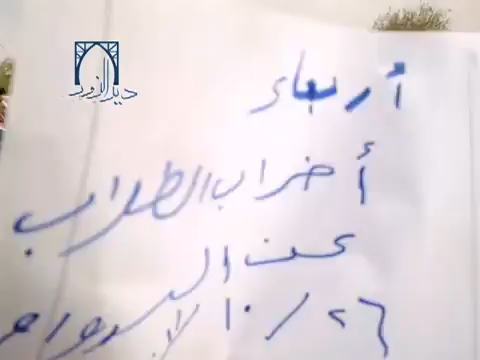 دير الزور
أربعاء
أضراب الطلاب
عن
٢٦/١٠